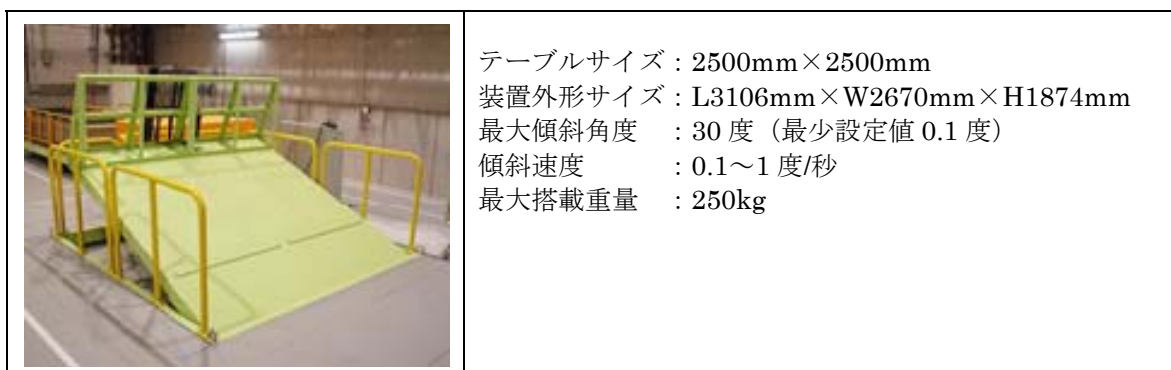 テーブルサイズ：2500mm×2500mm
装置外形サイズ：L3106mm×W2670mm×H1874mm
最大傾斜角度　：30 度（最少設定値 0.1 度）
傾斜速度　　　：0.1～1 度/秒
最大搭載重量　：250kg